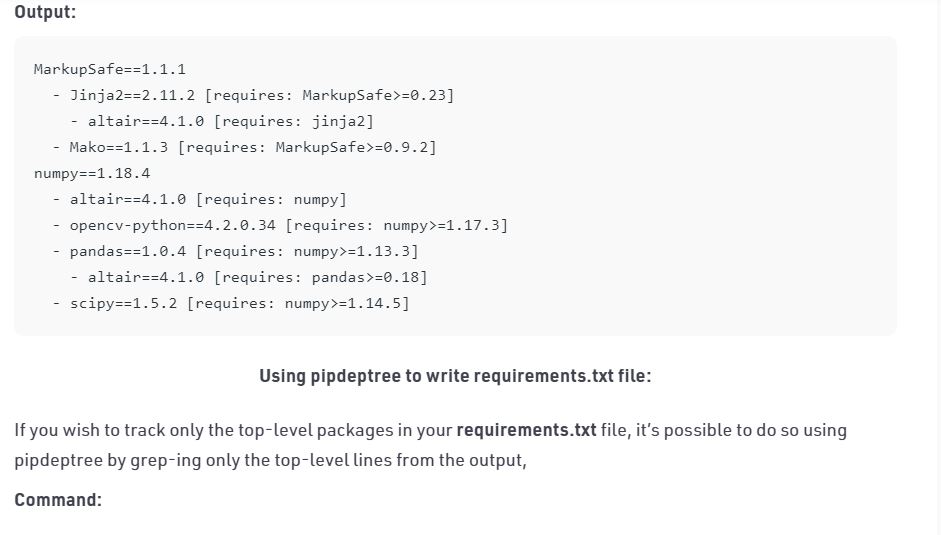 Output:
MarkupSafe==1.1.1
  - Jinja2==2.11.2 [requires: MarkupSafe>=0.23]
    - altair==4.1.0 [requires: jinja2]
  - Mako==1.1.3 [requires: MarkupSafe>=0.9.2]
numpy==1.18.4
  - altair==4.1.0 [requires: numpy]
  - opencv-python==4.2.0.34 [requires: numpy>=1.17.3]
  - pandas==1.0.4 [requires: numpy>=1.13.3]
    - altair==4.1.0 [requires: pandas>=0.18]
  - scipy==1.5.2 [requires: numpy>=1.14.5]
Using pipdeptree to write requirements.txt file:
If you wish to track only the top-level packages in your requirements.txt file, it’s possible to do so using
pipdeptree by grep-ing only the top-level lines from the output,
Command: